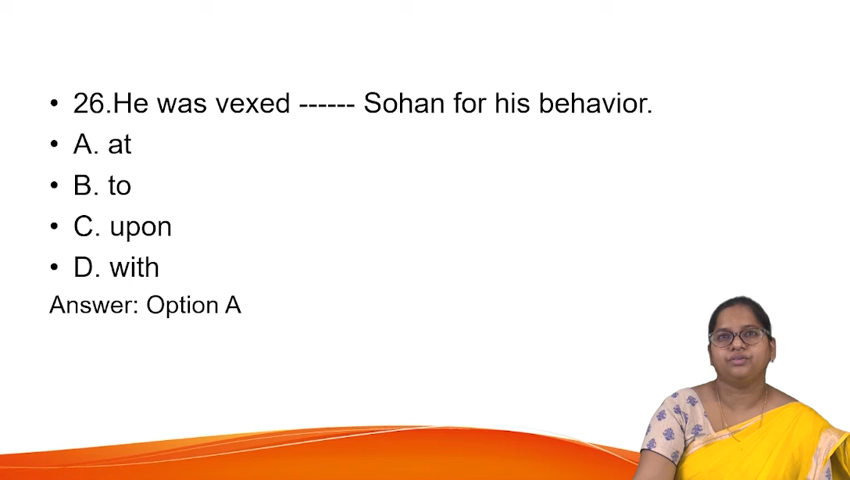 • 26.He was vexed ------ Sohan for his behavior.
• A. at
• B. to
• C. upon
• D. with
Answer: Option A